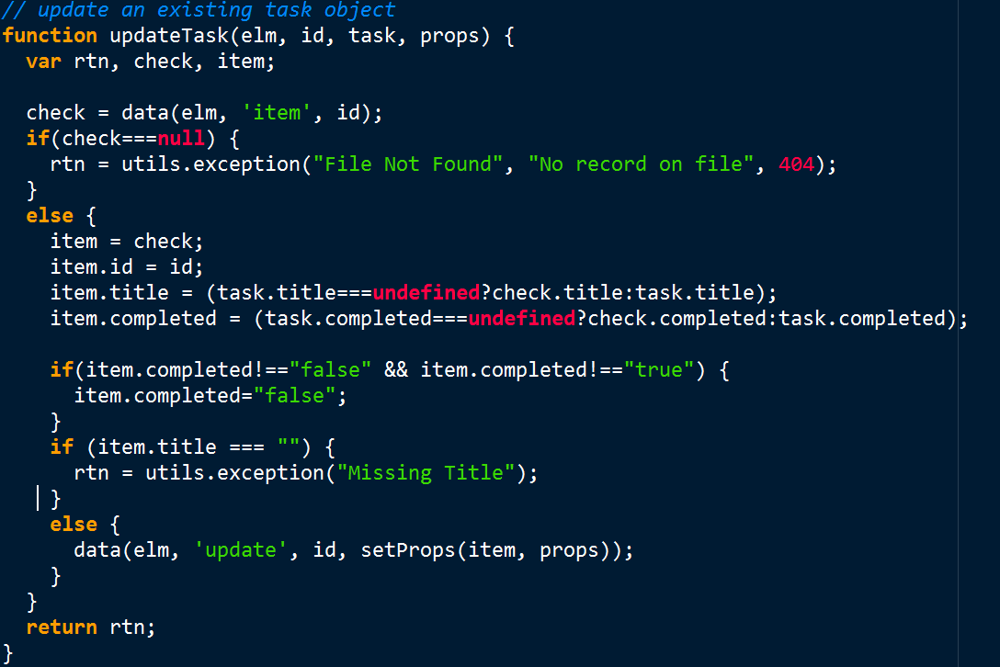 // update an existing task object
function updateTask(elm, id, task, props) {
  var rtn, check, item;

  check = data(elm, 'item', id);
  if(check===null) {
    rtn = utils.exception("File Not Found", "No record on file", 404);
  }
  else {
    item = check;
    item.id = id;
    item.title = (task.title===undefined?check.title:task.title);
    item.completed = (task.completed===undefined?check.completed:task.completed);

    if(item.completed!=="false" && item.completed!=="true") {
      item.completed="false";
    }
    if (item.title === "") {
      rtn = utils.exception("Missing Title");
    }
    else {
      data(elm, 'update', id, setProps(item, props));
    }
  }
  return rtn;
}